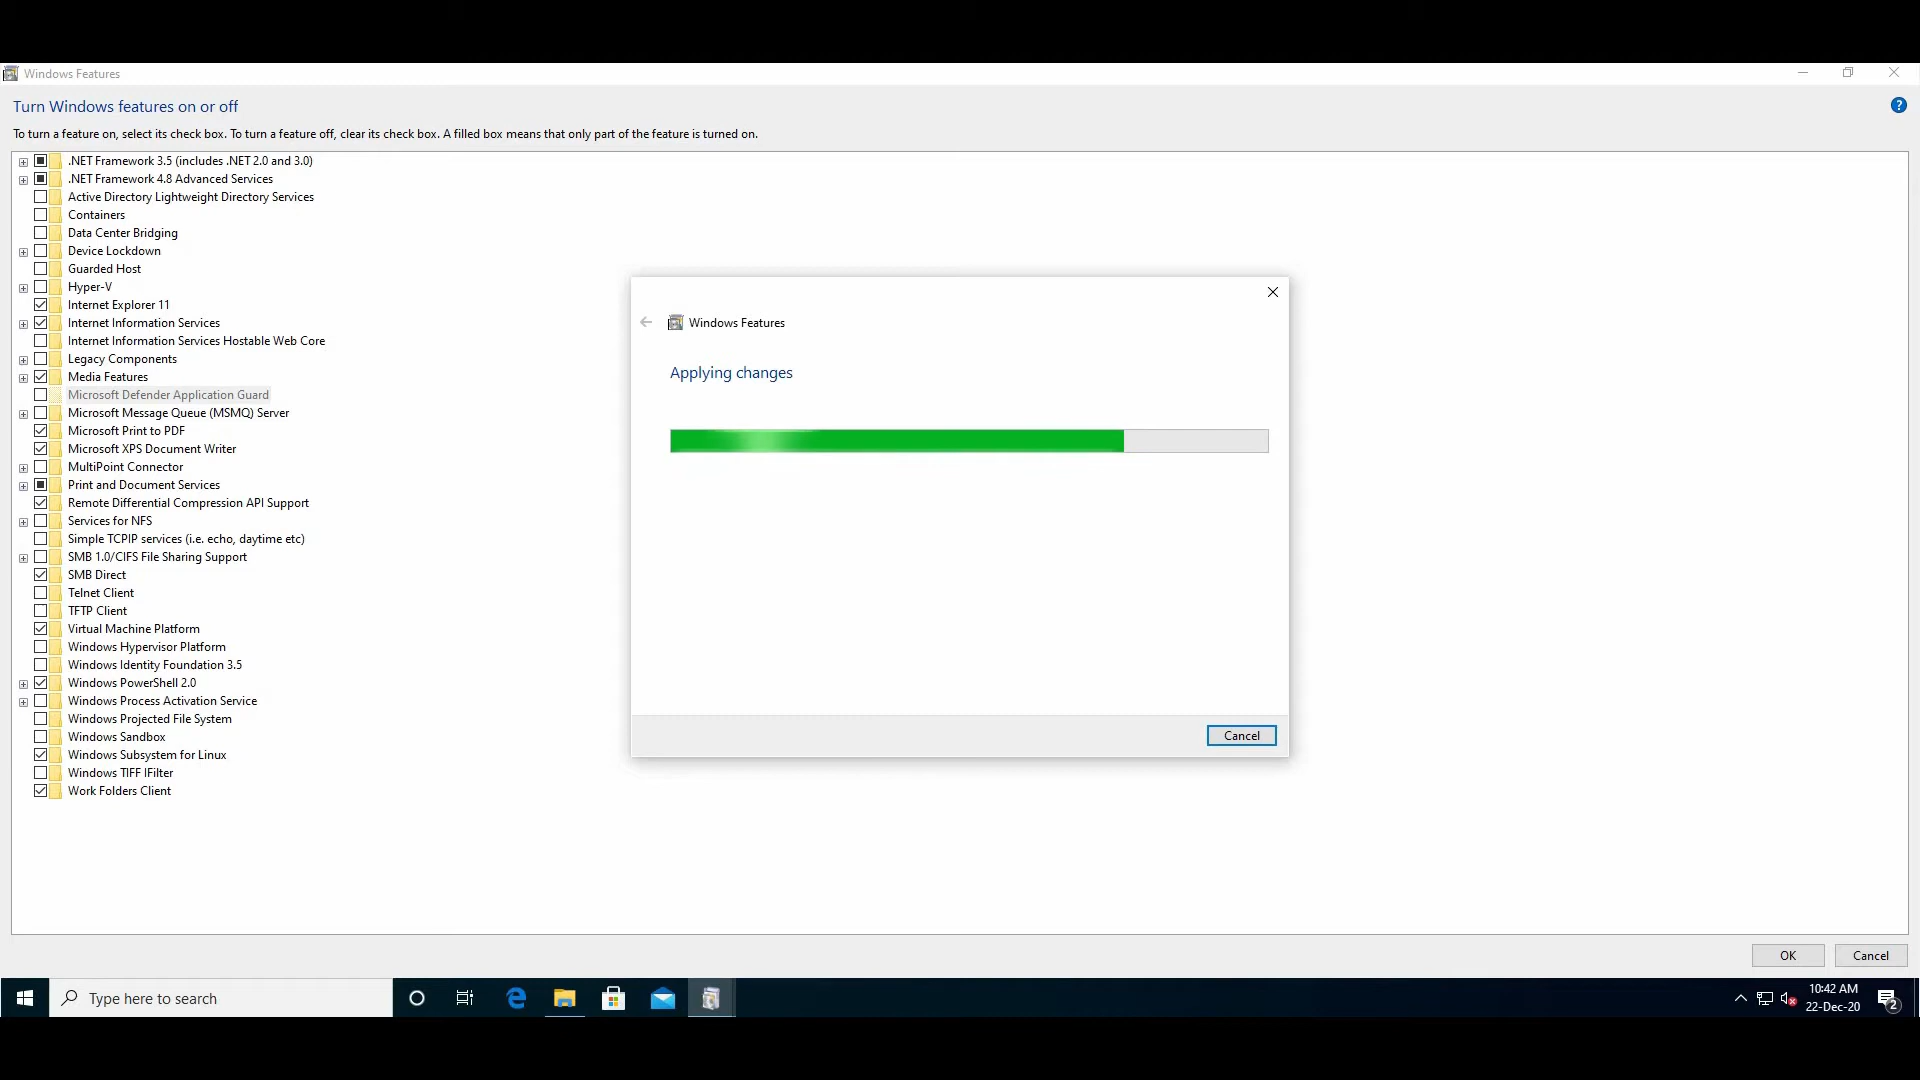 Windows Features
Turn Windows features on or off
To turn a feature on, select its check box. To turn a feature off, clear its check box. A filled box means that only part of the feature is turned on.
.NET Framework 3.5 (includes .NET 2.0 and 3.0)
.NET Framework 4.8 Advanced Services
Active Directory Lightweight Directory Services
Containers
Data Center Bridging
Device Lockdown
Guarded Host
Hyper-V
Internet Explorer 11
Internet Information Services
Internet Information Services Hostable Web Core
Legacy Components
Media Features
Microsoft Defender Application Guard
Microsoft Message Queue (MSMQ) Server
Microsoft Print to PDF
Microsoft XPS Document Writer
MultiPoint Connector
Print and Document Services
Remote Differential Compression API Support
Services for NFS
Simple TCPIP services (i.e. echo, daytime etc)
SMB 1.0/CIFS File Sharing Support
SMB Direct
Telnet Client
TFTP Client
Virtual Machine Platform
Windows Hypervisor Platform
Windows Identity Foundation 3.5
Windows PowerShell 2.0
Windows Process Activation Service
Windows Projected File System
Windows Sandbox
Windows Subsystem for Linux
Windows TIFF IFilter
Work Folders Client
Windows Features
Applying changes
Cancel
OK
Cancel
Type here to search
10:42 AM
22-Dec-20
2